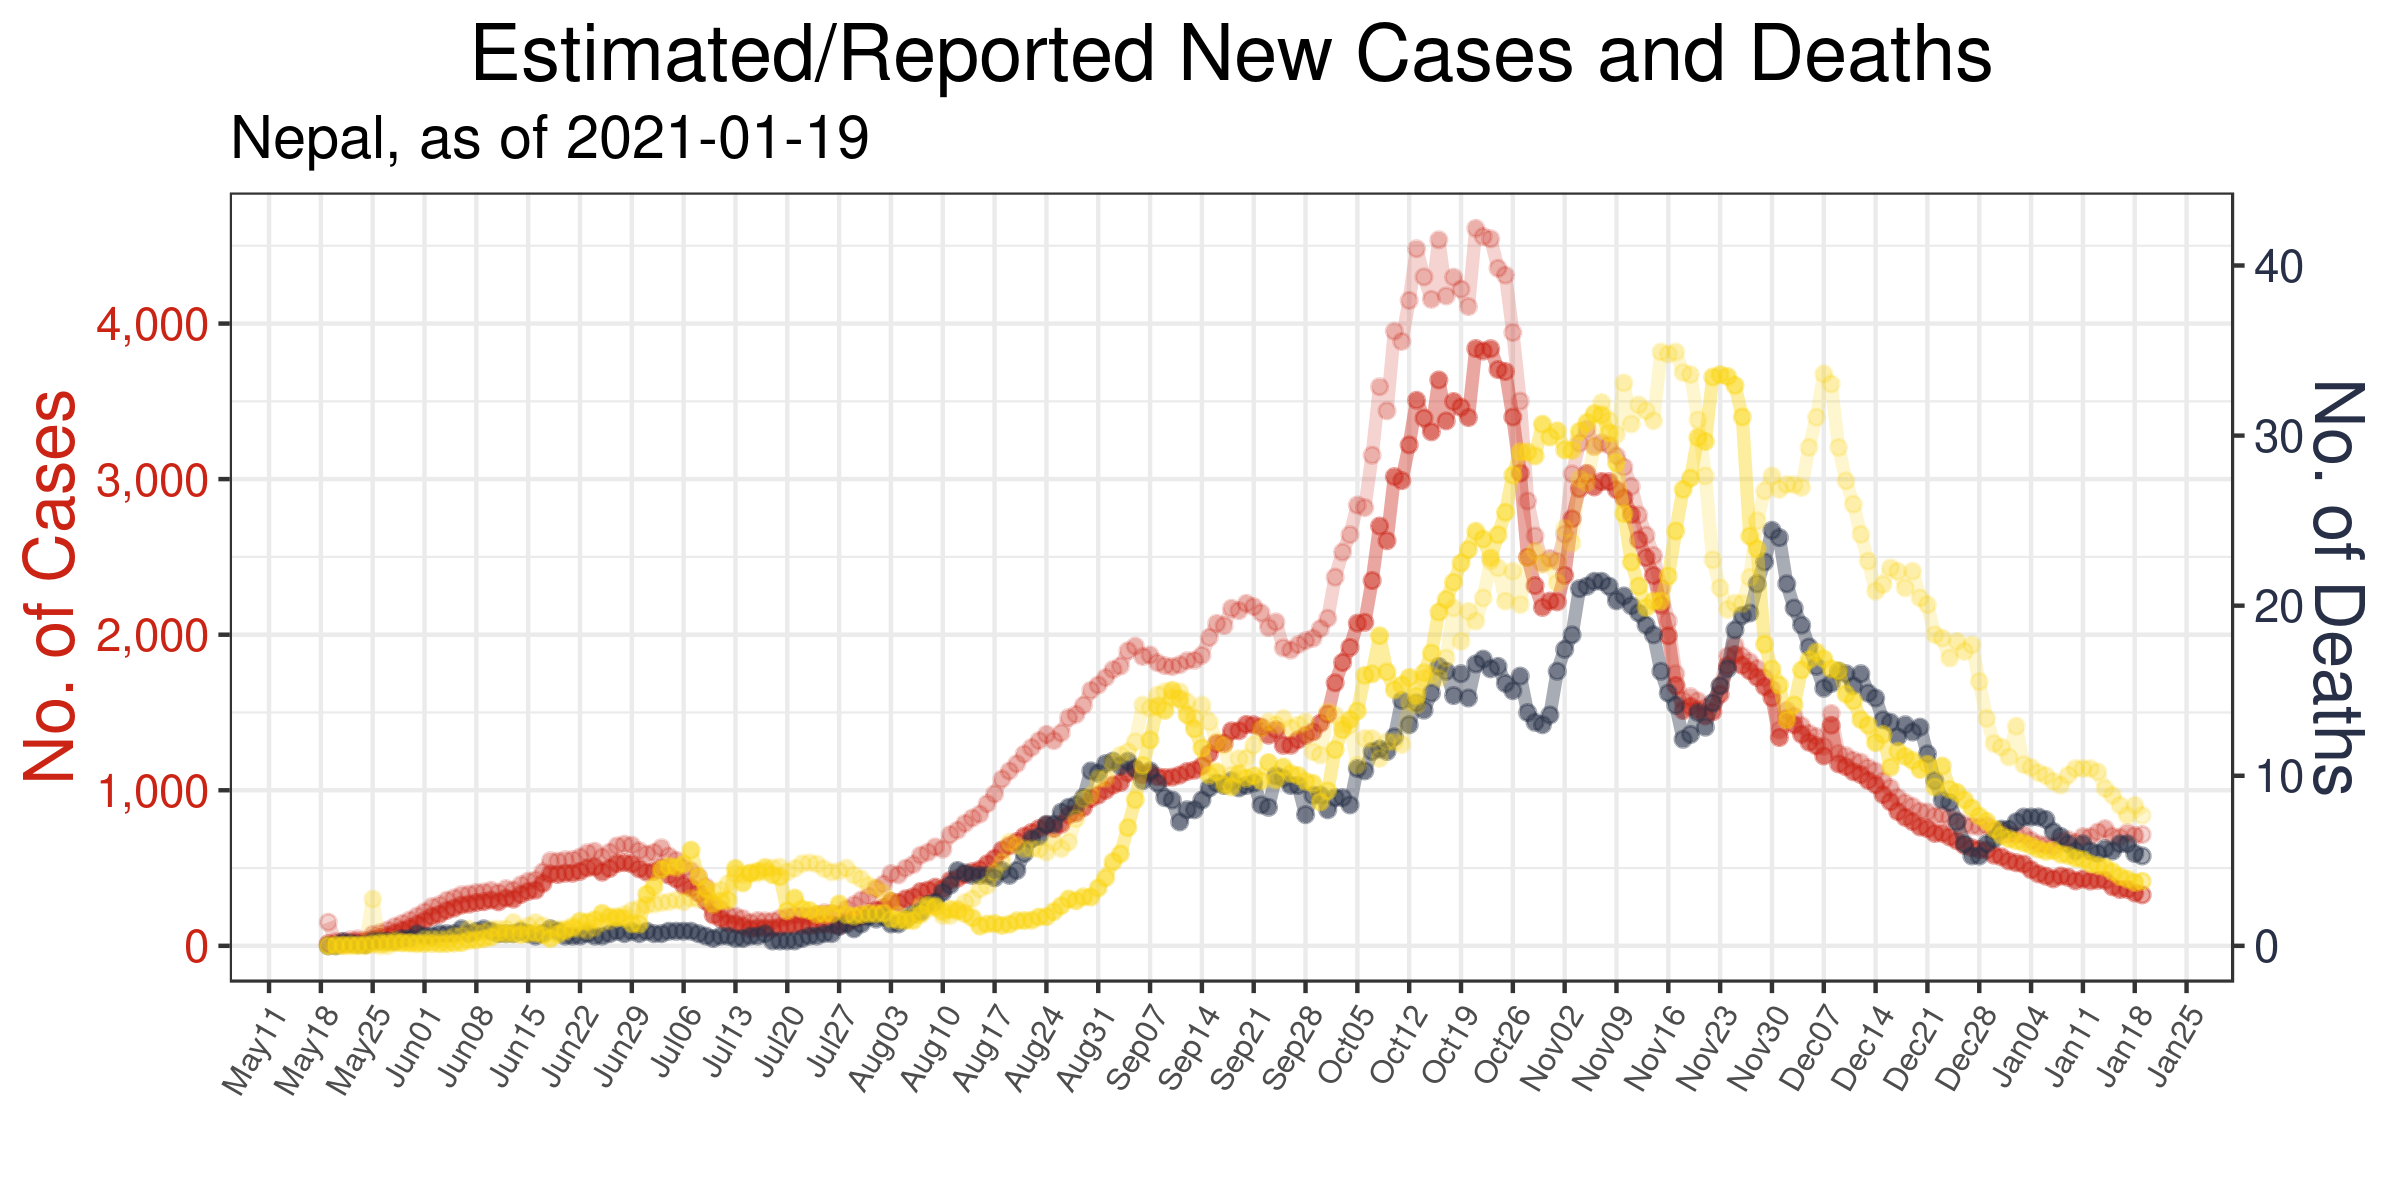 Estimated/Reported New Cases and Deaths
Nepal, as of 2021-01-19
No. of Cases
4,000
3,000
2,000
1,000
0
40
30
20
10
0
No. of Deaths
May11
May18
May25
Jun01
Jun08
Jun15
Jun22
Jun29
Jul06
Jul13
Jul20
Jul27
Aug03
Aug10
Aug17
Aug24
Aug31
Sep07
Sep14
Sep21
Sep28
Oct05
Oct12
Oct19
Oct26
Nov02
Nov09
Nov16
Nov23
Nov30
Dec07
Dec14
Dec21
Dec28
Jan04
Jan11
Jan18
Jan25